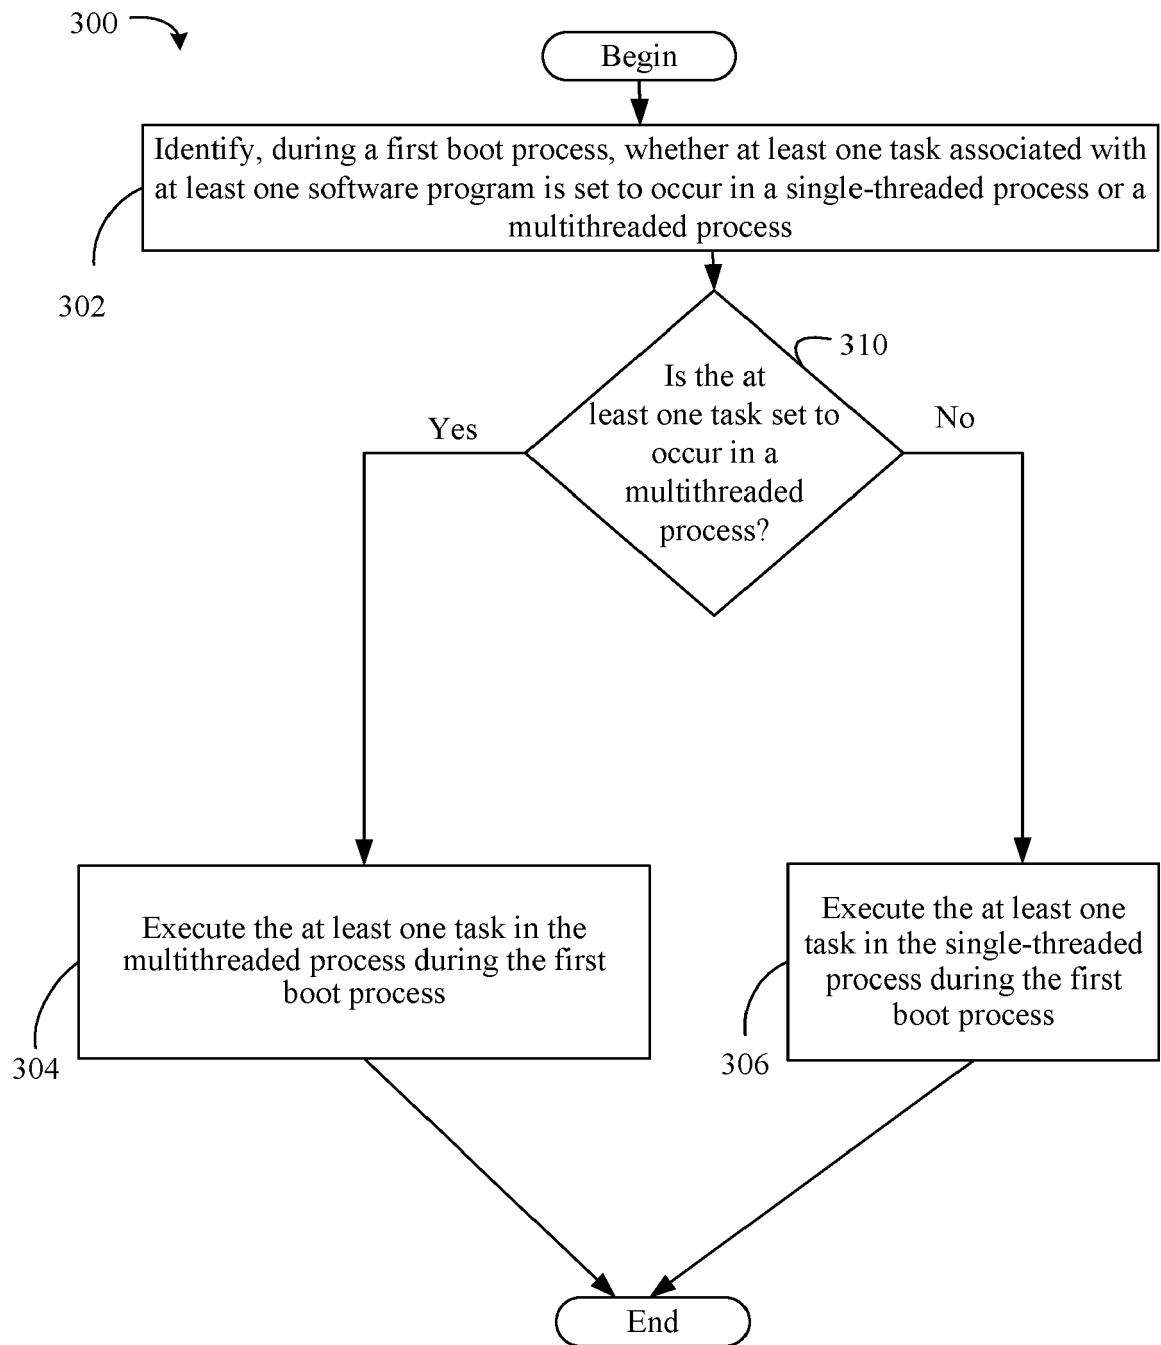 300
Begin
Identify, during a first boot process, whether at least one task associated with
at least one software program is set to occur in a single-threaded process or a
multithreaded process
302
310
Is the at
least one task set to
occur in a
multithreaded
process?
Yes
No
Execute the at least one task in the
multithreaded process during the first
boot process
304
Execute the at least one
task in the single-threaded
process during the first
boot process
306
End